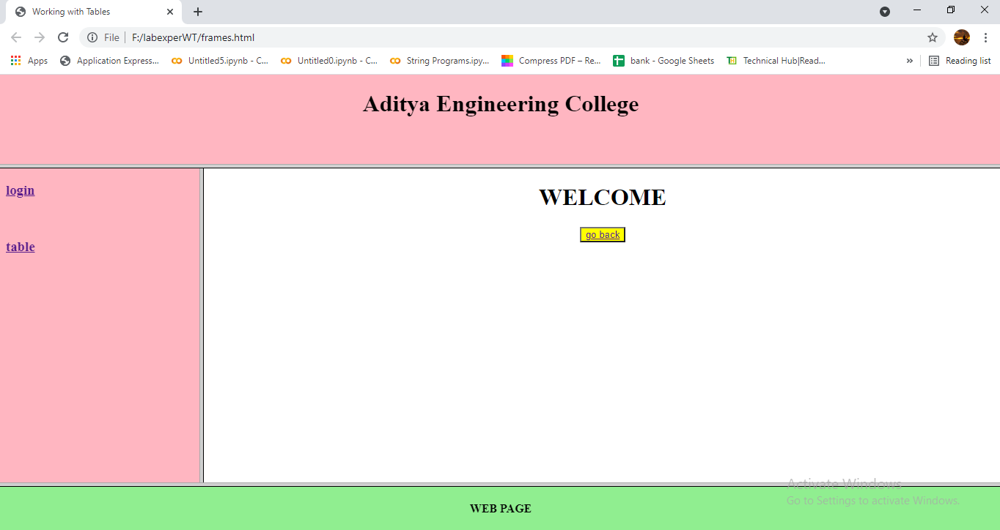 Working with Tables
File F:/labexperWT/frames.html
Apps Application Express... Untitled5.ipynb - C... Untitled0.ipynb - C... String Programs.ipy... Compress PDF – Re... bank - Google Sheets TH Technical Hub|Read... » Reading list
Aditya Engineering College
login
WELCOME
go back
table
Activate Windows
Go to Settings to activate Windows.
WEB PAGE